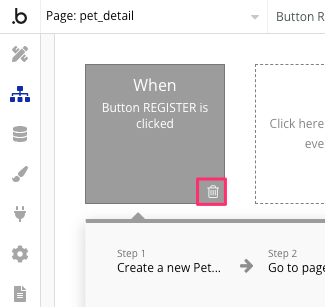 .b
Page: pet_detail
Button R
When
Button REGISTER is
clicked
Click here
eve
Step 1
Create a new Pet...
Step 2
Go to page